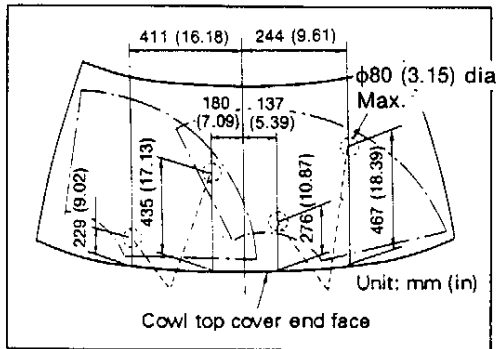 411 (16.18)
244 (9.61)
ϕ80 (3.15) dia
Max.
180
(7.09)
137
(5.39)
229 (9.02)
435 (17.13)
276 (10.87)
467 (18.39)
Unit: mm (in)
Cowl top cover end face